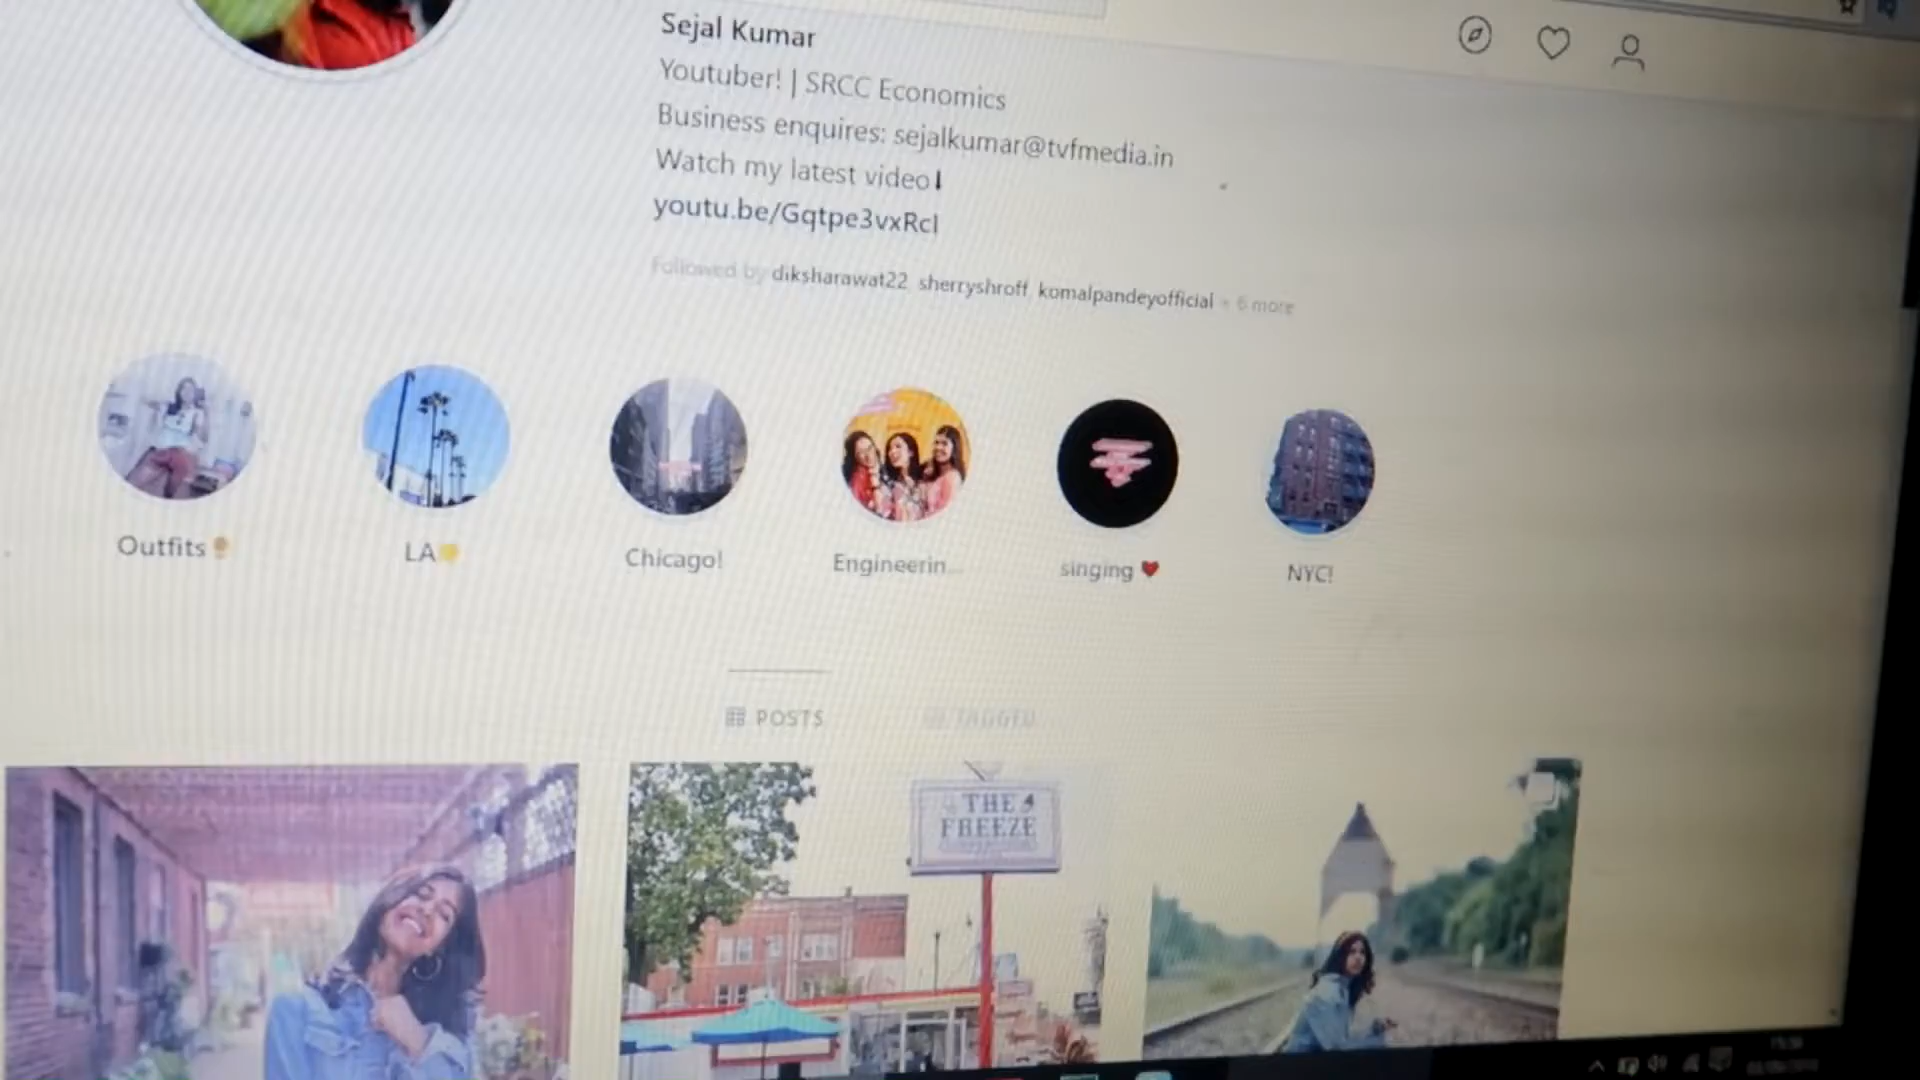 Sejal Kumar
Youtuber! | SRCC Economics
Business enquires: sejalkumar@tvfmedia.in
Watch my latest video⬇
youtu.be/Gqtpe3vxRcI
Followed by diksharawat22, sherryshroff, komalpandeyofficial + 6 more
Outfits
LA
Chicago!
Engineerin...
singing ❤
NYC!
POSTS
TAGGED
THE
FREEZE